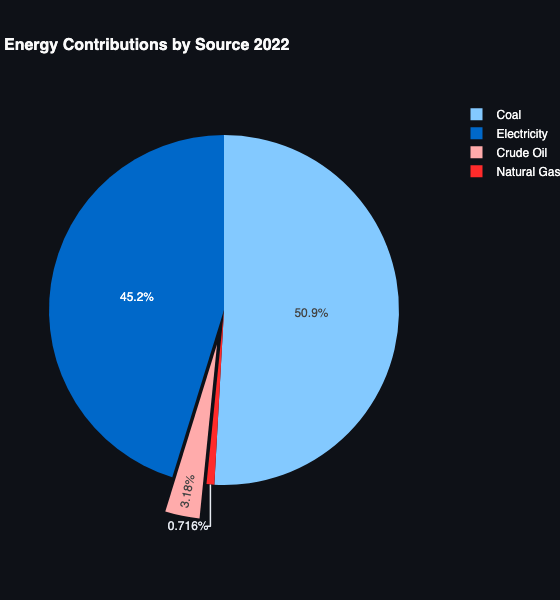 Energy Contributions by Source 2022
Coal
Electricity
Crude Oil
Natural Gas
45.2%
50.9%
3.18%
0.716%